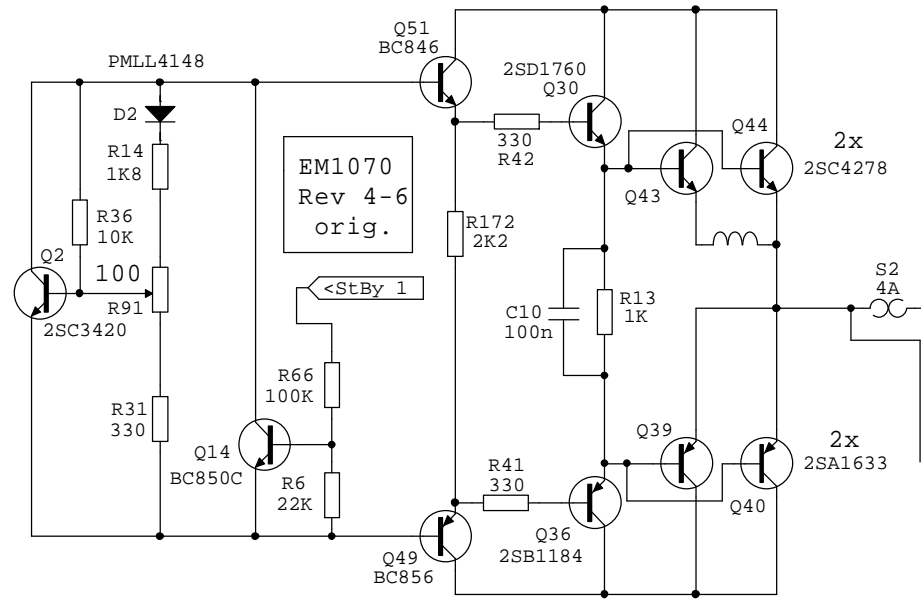 Q51
BC846
PMLL4148
2SD1760
Q30
D2
330
R42
Q44
2x
2SC4278
R14
1K8
EM1070
Rev 4-6
orig.
Q43
R36
10K
R172
2K2
Q2
100
R91
2SC3420
<StBy 1
S2
4A
C10
100n
R13
1K
R66
100K
R31
330
Q14
BC850C
R6
22K
Q39
2x
2SA1633
R41
330
Q40
Q36
2SB1184
Q49
BC856